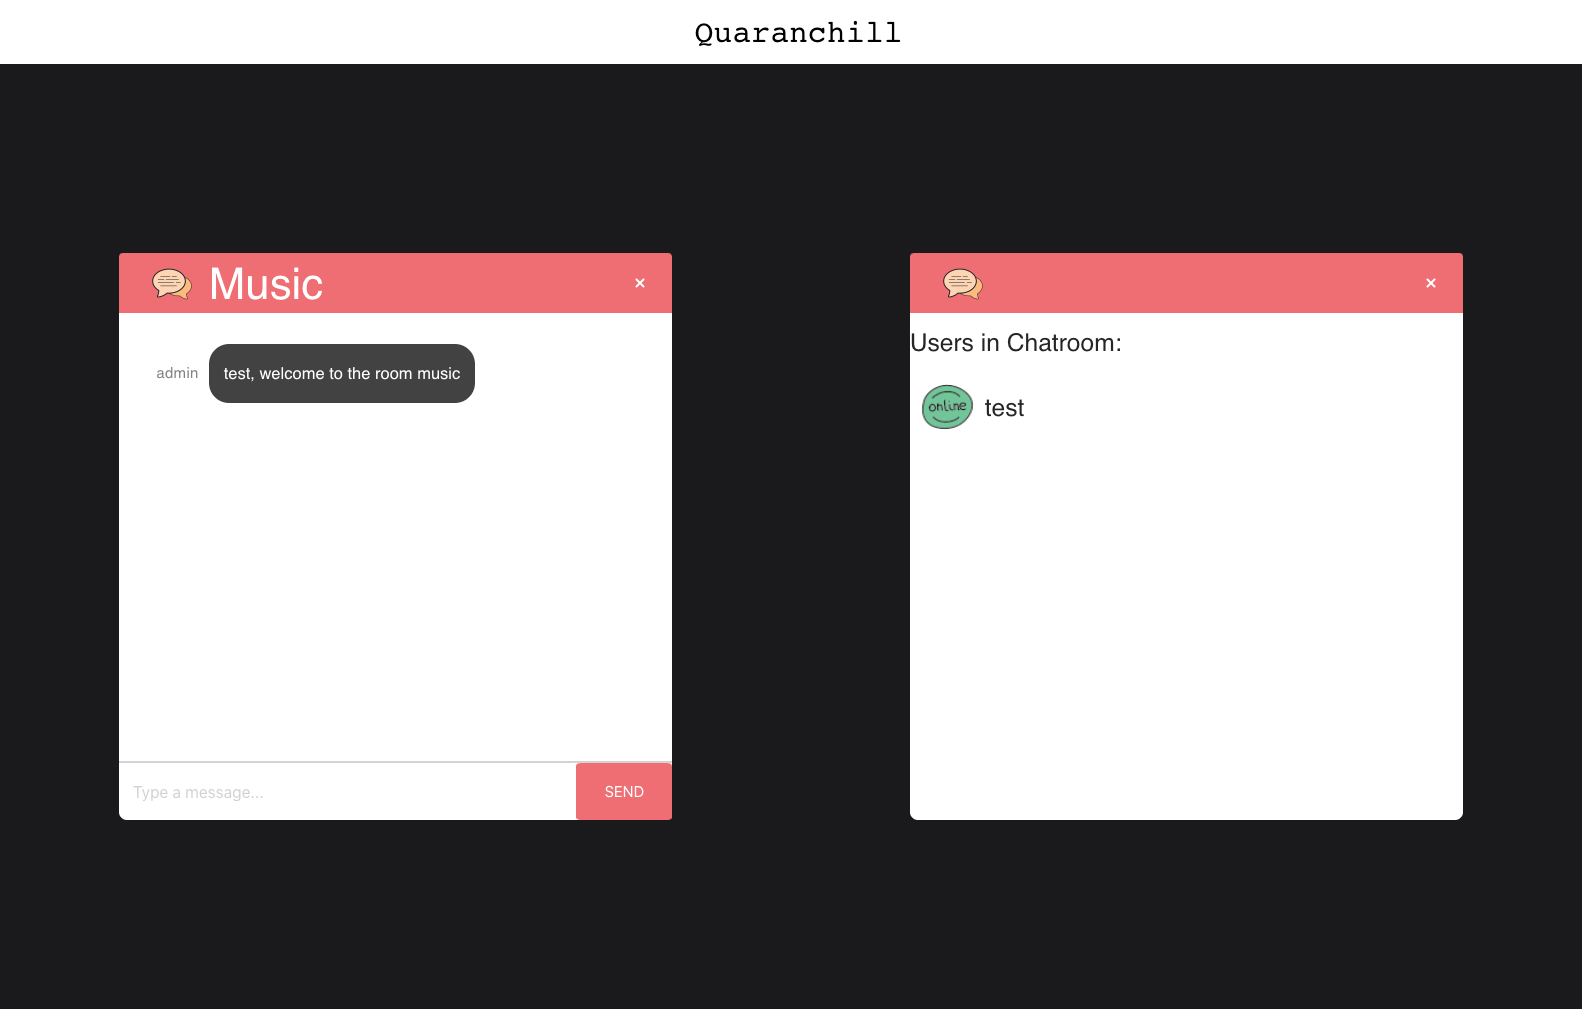 Quaranchill
Music
×
admin
test, welcome to the room music
Type a message...
SEND
×
Users in Chatroom:
online
test